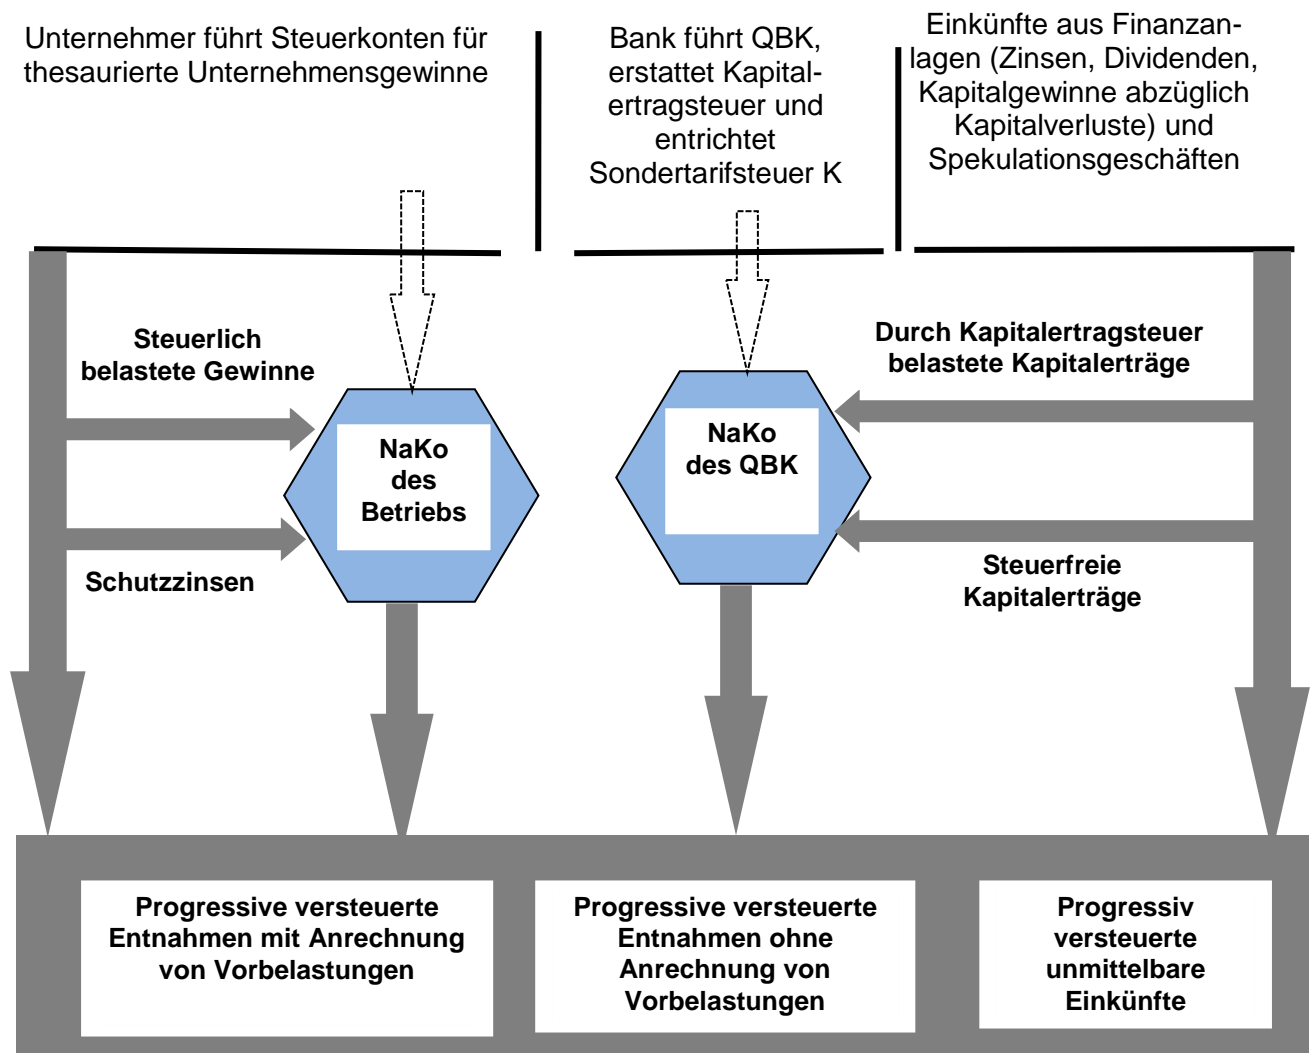 Unternehmer führt Steuerkonten für
thesaurierte Unternehmensgewinne
Bank führt QBK,
erstattet Kapital-
ertragsteuer und
entrichtet
Sondertarifsteuer K
Einkünfte aus Finanzan-
lagen (Zinsen, Dividenden,
Kapitalgewinne abzüglich
Kapitalverluste) und
Spekulationsgeschäften
Steuerlich
belastete Gewinne
Schutzzinsen
NaKo
des
Betriebs
NaKo
des QBK
Durch Kapitalertragsteuer
belastete Kapitalerträge
Steuerfreie
Kapitalerträge
Progressive versteuerte
Entnahmen mit Anrechnung
von Vorbelastungen
Progressive versteuerte
Entnahmen ohne
Anrechnung von
Vorbelastungen
Progressiv
versteuerte
unmittelbare
Einkünfte